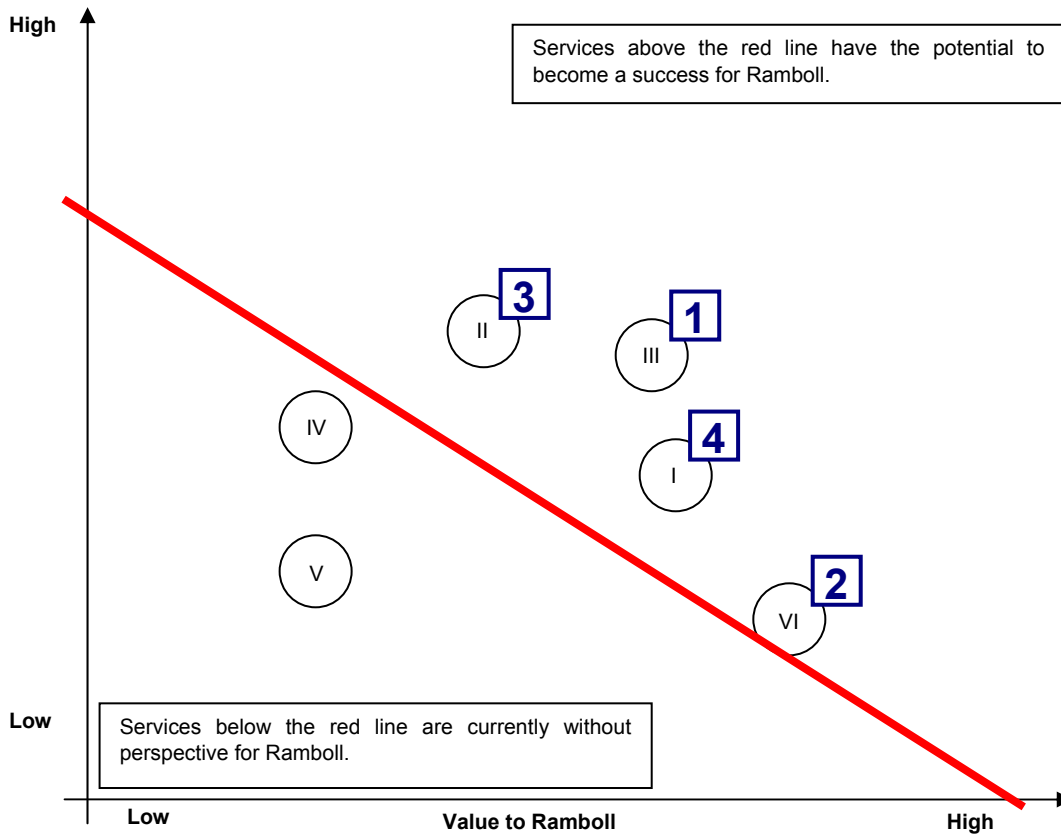 High
Services above the red line have the potential to
become a success for Ramboll.
3
1
II
III
4
IV
I
V
2
VI
Low
Services below the red line are currently without
perspective for Ramboll.
Low
Value to Ramboll
High